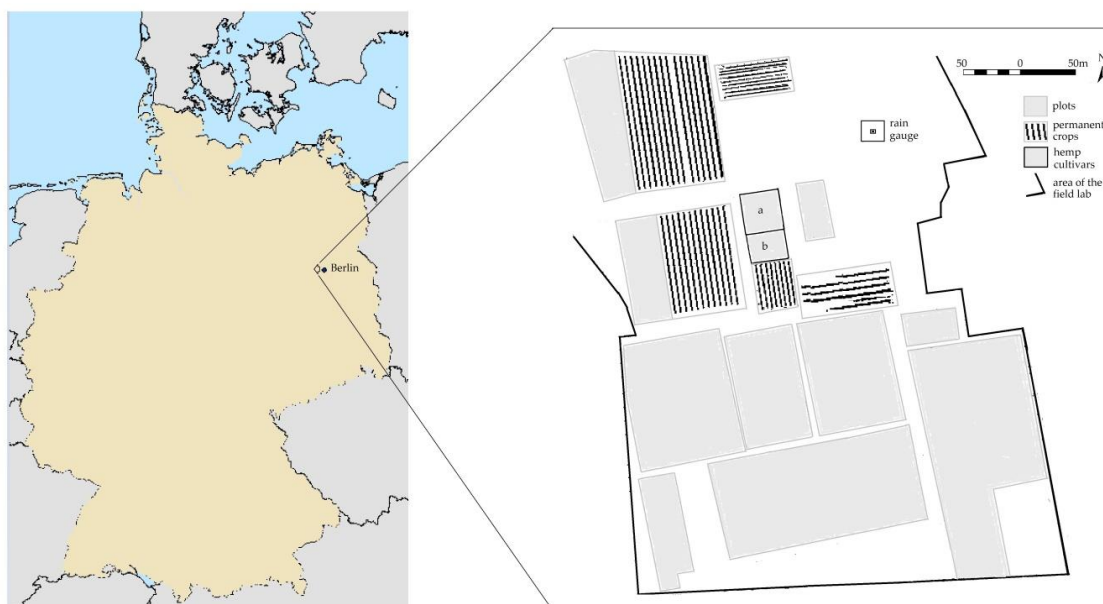 Berlin
50 0 50m
N
plots
permanent
crops
hemp
cultivars
area of the
field lab
rain
gauge
a
b